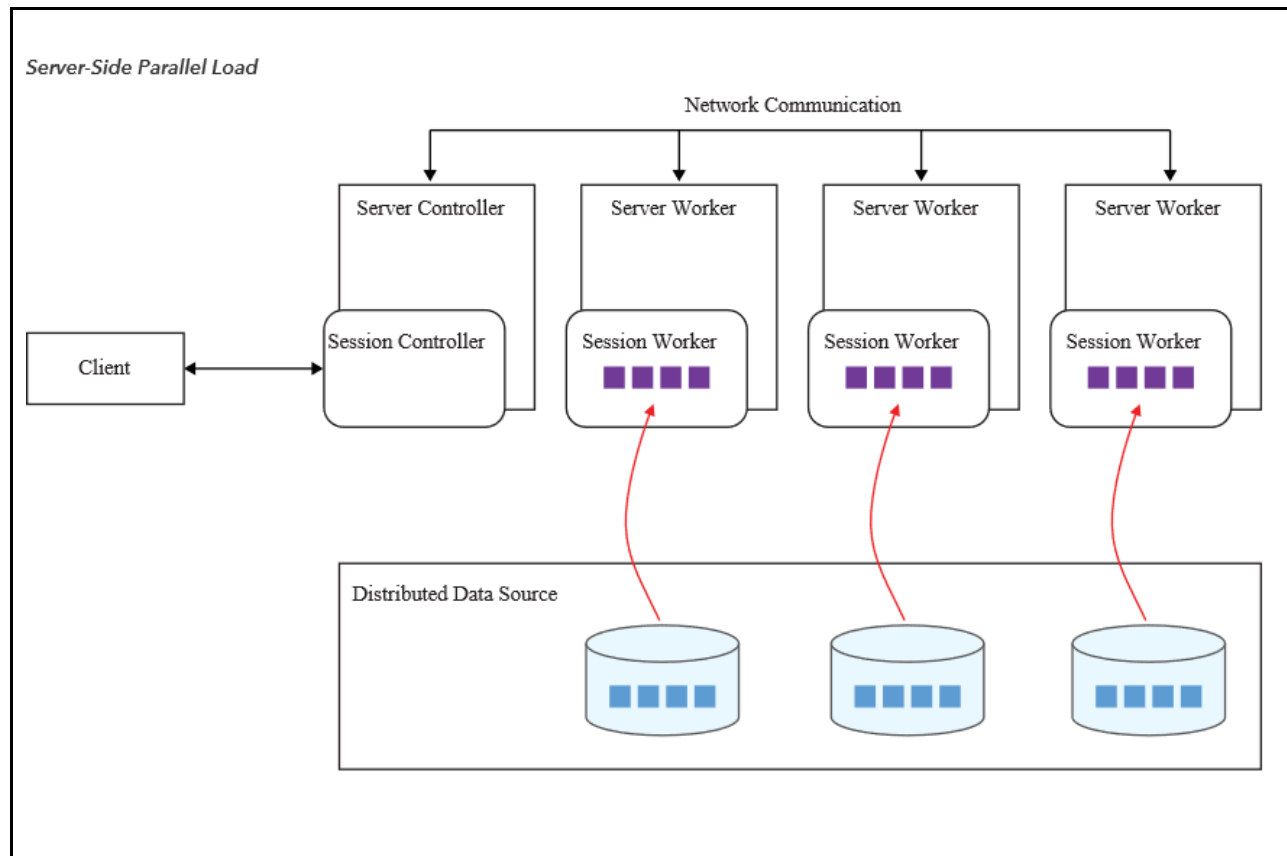 Server-Side Parallel Load
Network Communication
Server Controller
Server Worker
Server Worker
Server Worker
Client
Session Controller
Session Worker
Session Worker
Session Worker
Distributed Data Source